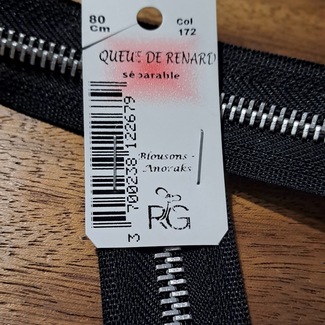 80 Col
Cm 172
QUEUE DE RENARD
séparable
Blousons -
Anoraks
3 700238 122679
RG